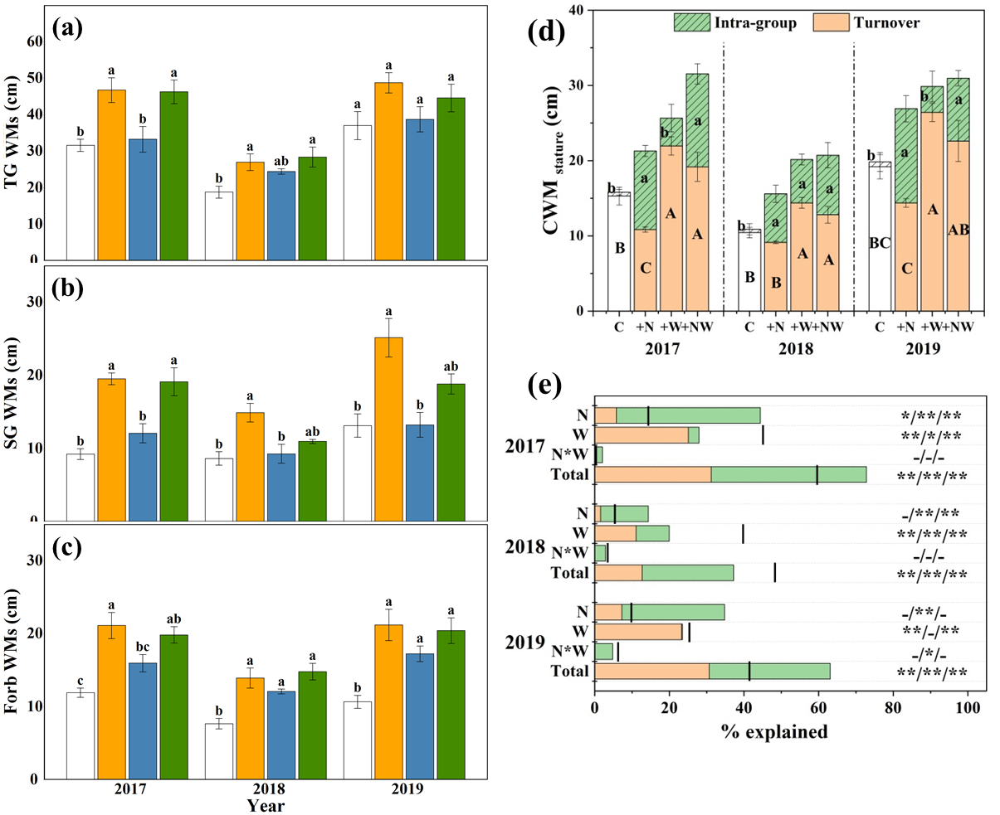 (a)
TG WMs (cm)
60
50
40
30
20
10
0
b a b a
b a ab a
a a a a
(b)
SG WMs (cm)
30
20
10
0
b a b a
b a b ab
b a b ab
(c)
Forb WMs (cm)
30
20
10
0
c a bc ab
b a a a
b a a a
2017 2018 2019
Year
(d)
Intra-group Turnover
CWM stature (cm)
40
30
20
10
0
b a b a
B C A A
b a a a
B B A A
b a b a
BC C A AB
C +N +W +NW C +N +W +NW C +N +W +NW
2017 2018 2019
(e)
2017
N */**/**
W **/*/**
N*W -/-/-
Total **/**/**
2018
N -/**/**
W **/**/**
N*W -/-/-
Total **/**/**
2019
N -/**/-
W **/-/**
N*W -/*/-
Total **/**/**
0 20 40 60 80 100
% explained